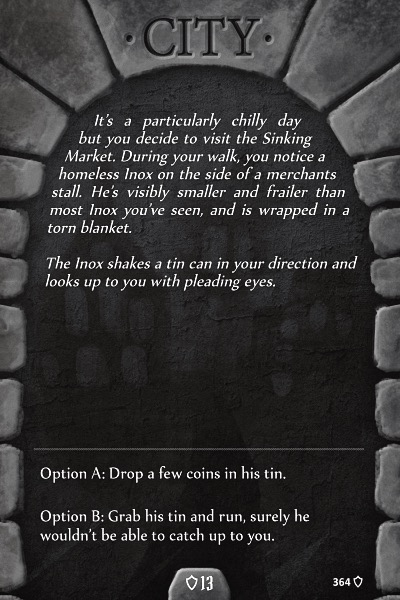 ·CITY·
It's a particularly chilly day
but you decide to visit the Sinking
Market. During your walk, you notice a
homeless Inox on the side of a merchants
stall. He's visibly smaller and frailer than
most Inox you've seen, and is wrapped in a
torn blanket.
The Inox shakes a tin can in your direction and
looks up to you with pleading eyes.
Option A: Drop a few coins in his tin.
Option B: Grab his tin and run, surely he
wouldn't be able to catch up to you.
13
364